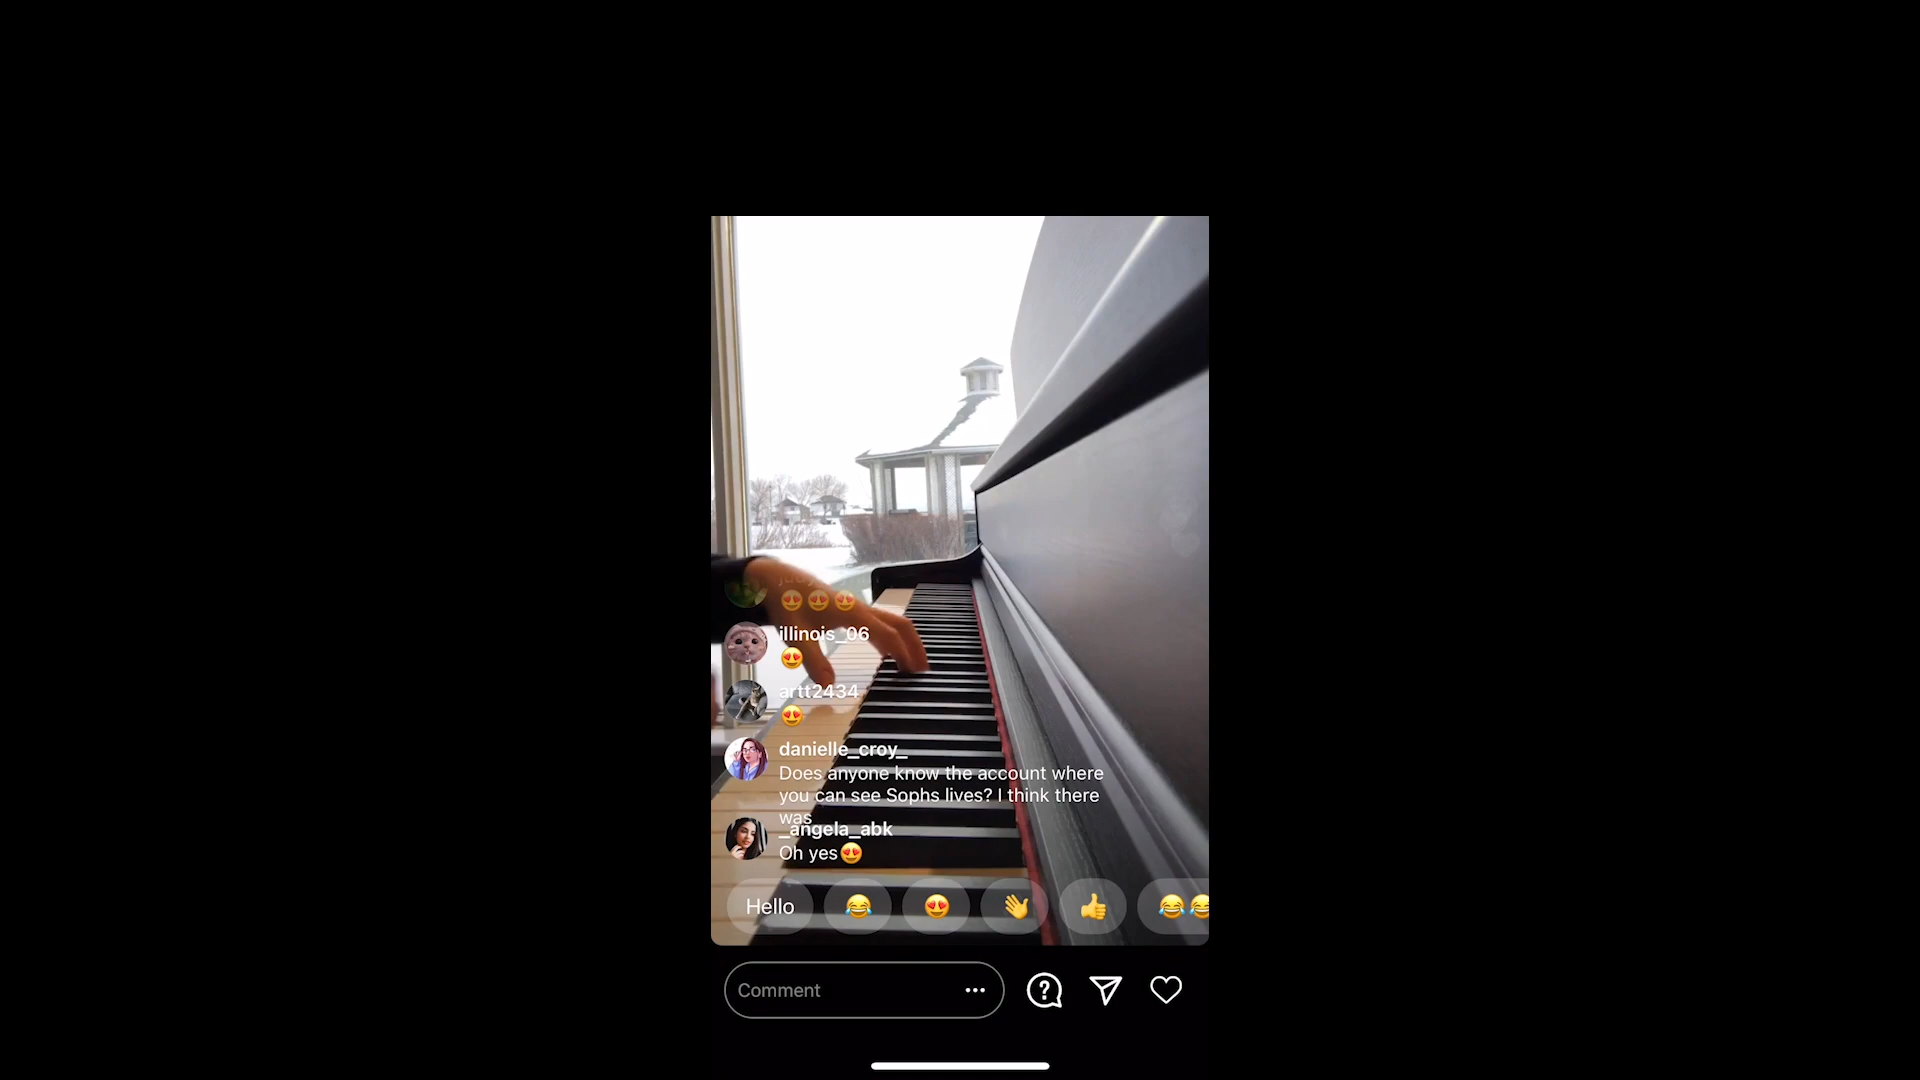 😍😍😍
illinois_06
😍
artt2434
😍
danielle_croy_
Does anyone know the account where
you can see Sophs lives? I think there
was
_angela_abk
Oh yes😍
Hello 😂 😍 👋 👍 😂😂
Comment